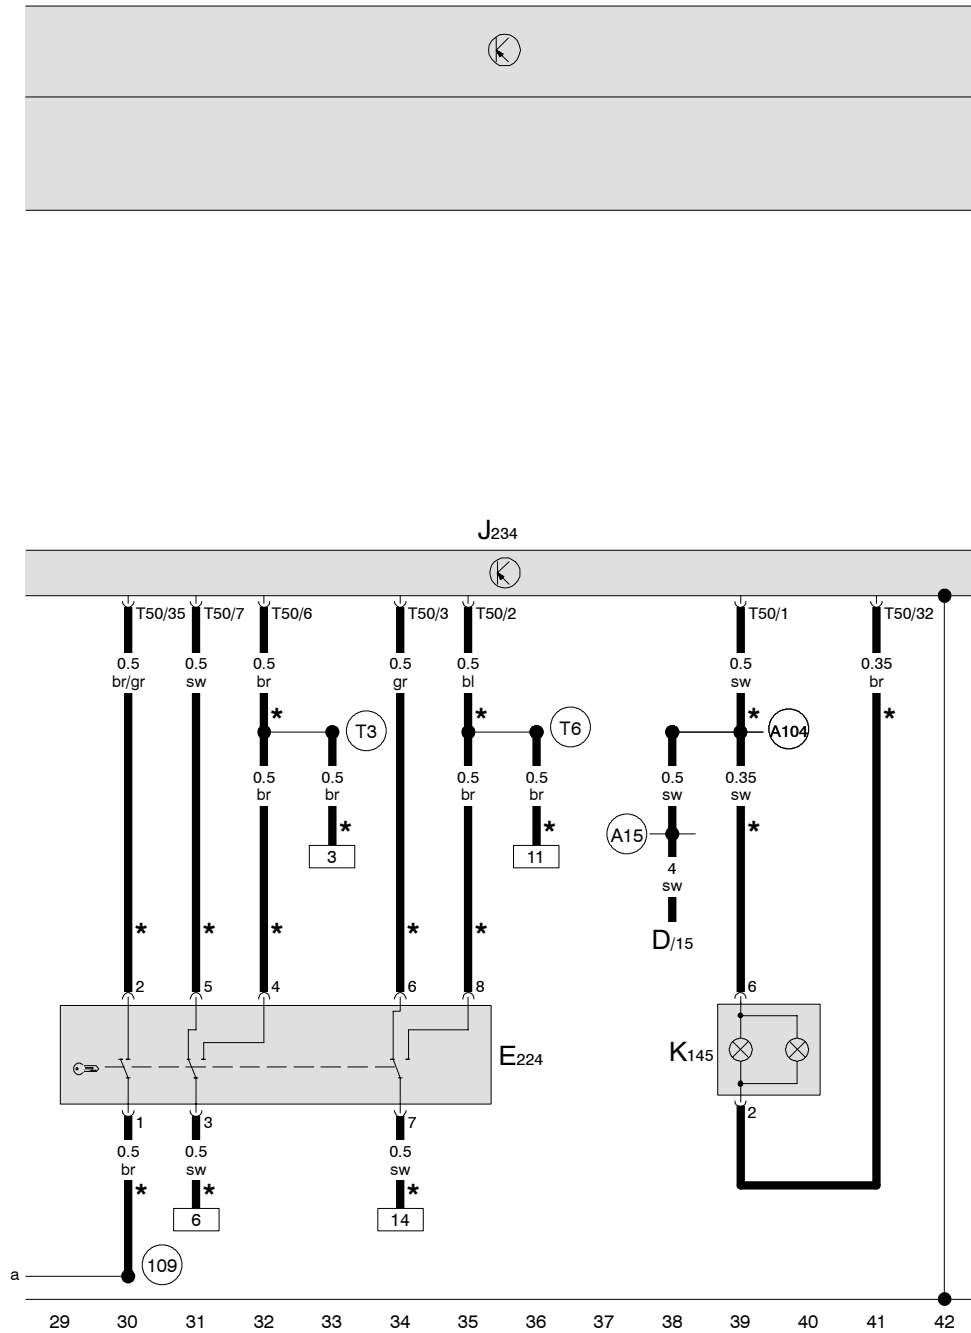 J234
T50/35 T50/7 T50/6 T50/3 T50/2 T50/1 T50/32
0.5 0.5 0.5 0.5 0.5 0.5 0.35
br/gr sw br gr bl sw br
* * * *
T3 T6 A104
0.5 0.5 0.5 0.5 0.5 0.35
br br br br sw sw
* * *
A15
3 11
4
sw
* * * * *
D/15
2 5 4 6 8 6
E224 K145
1 3 7 2
0.5 0.5 0.5
br sw sw
* * *
6 14
109
a
29 30 31 32 33 34 35 36 37 38 39 40 41 42